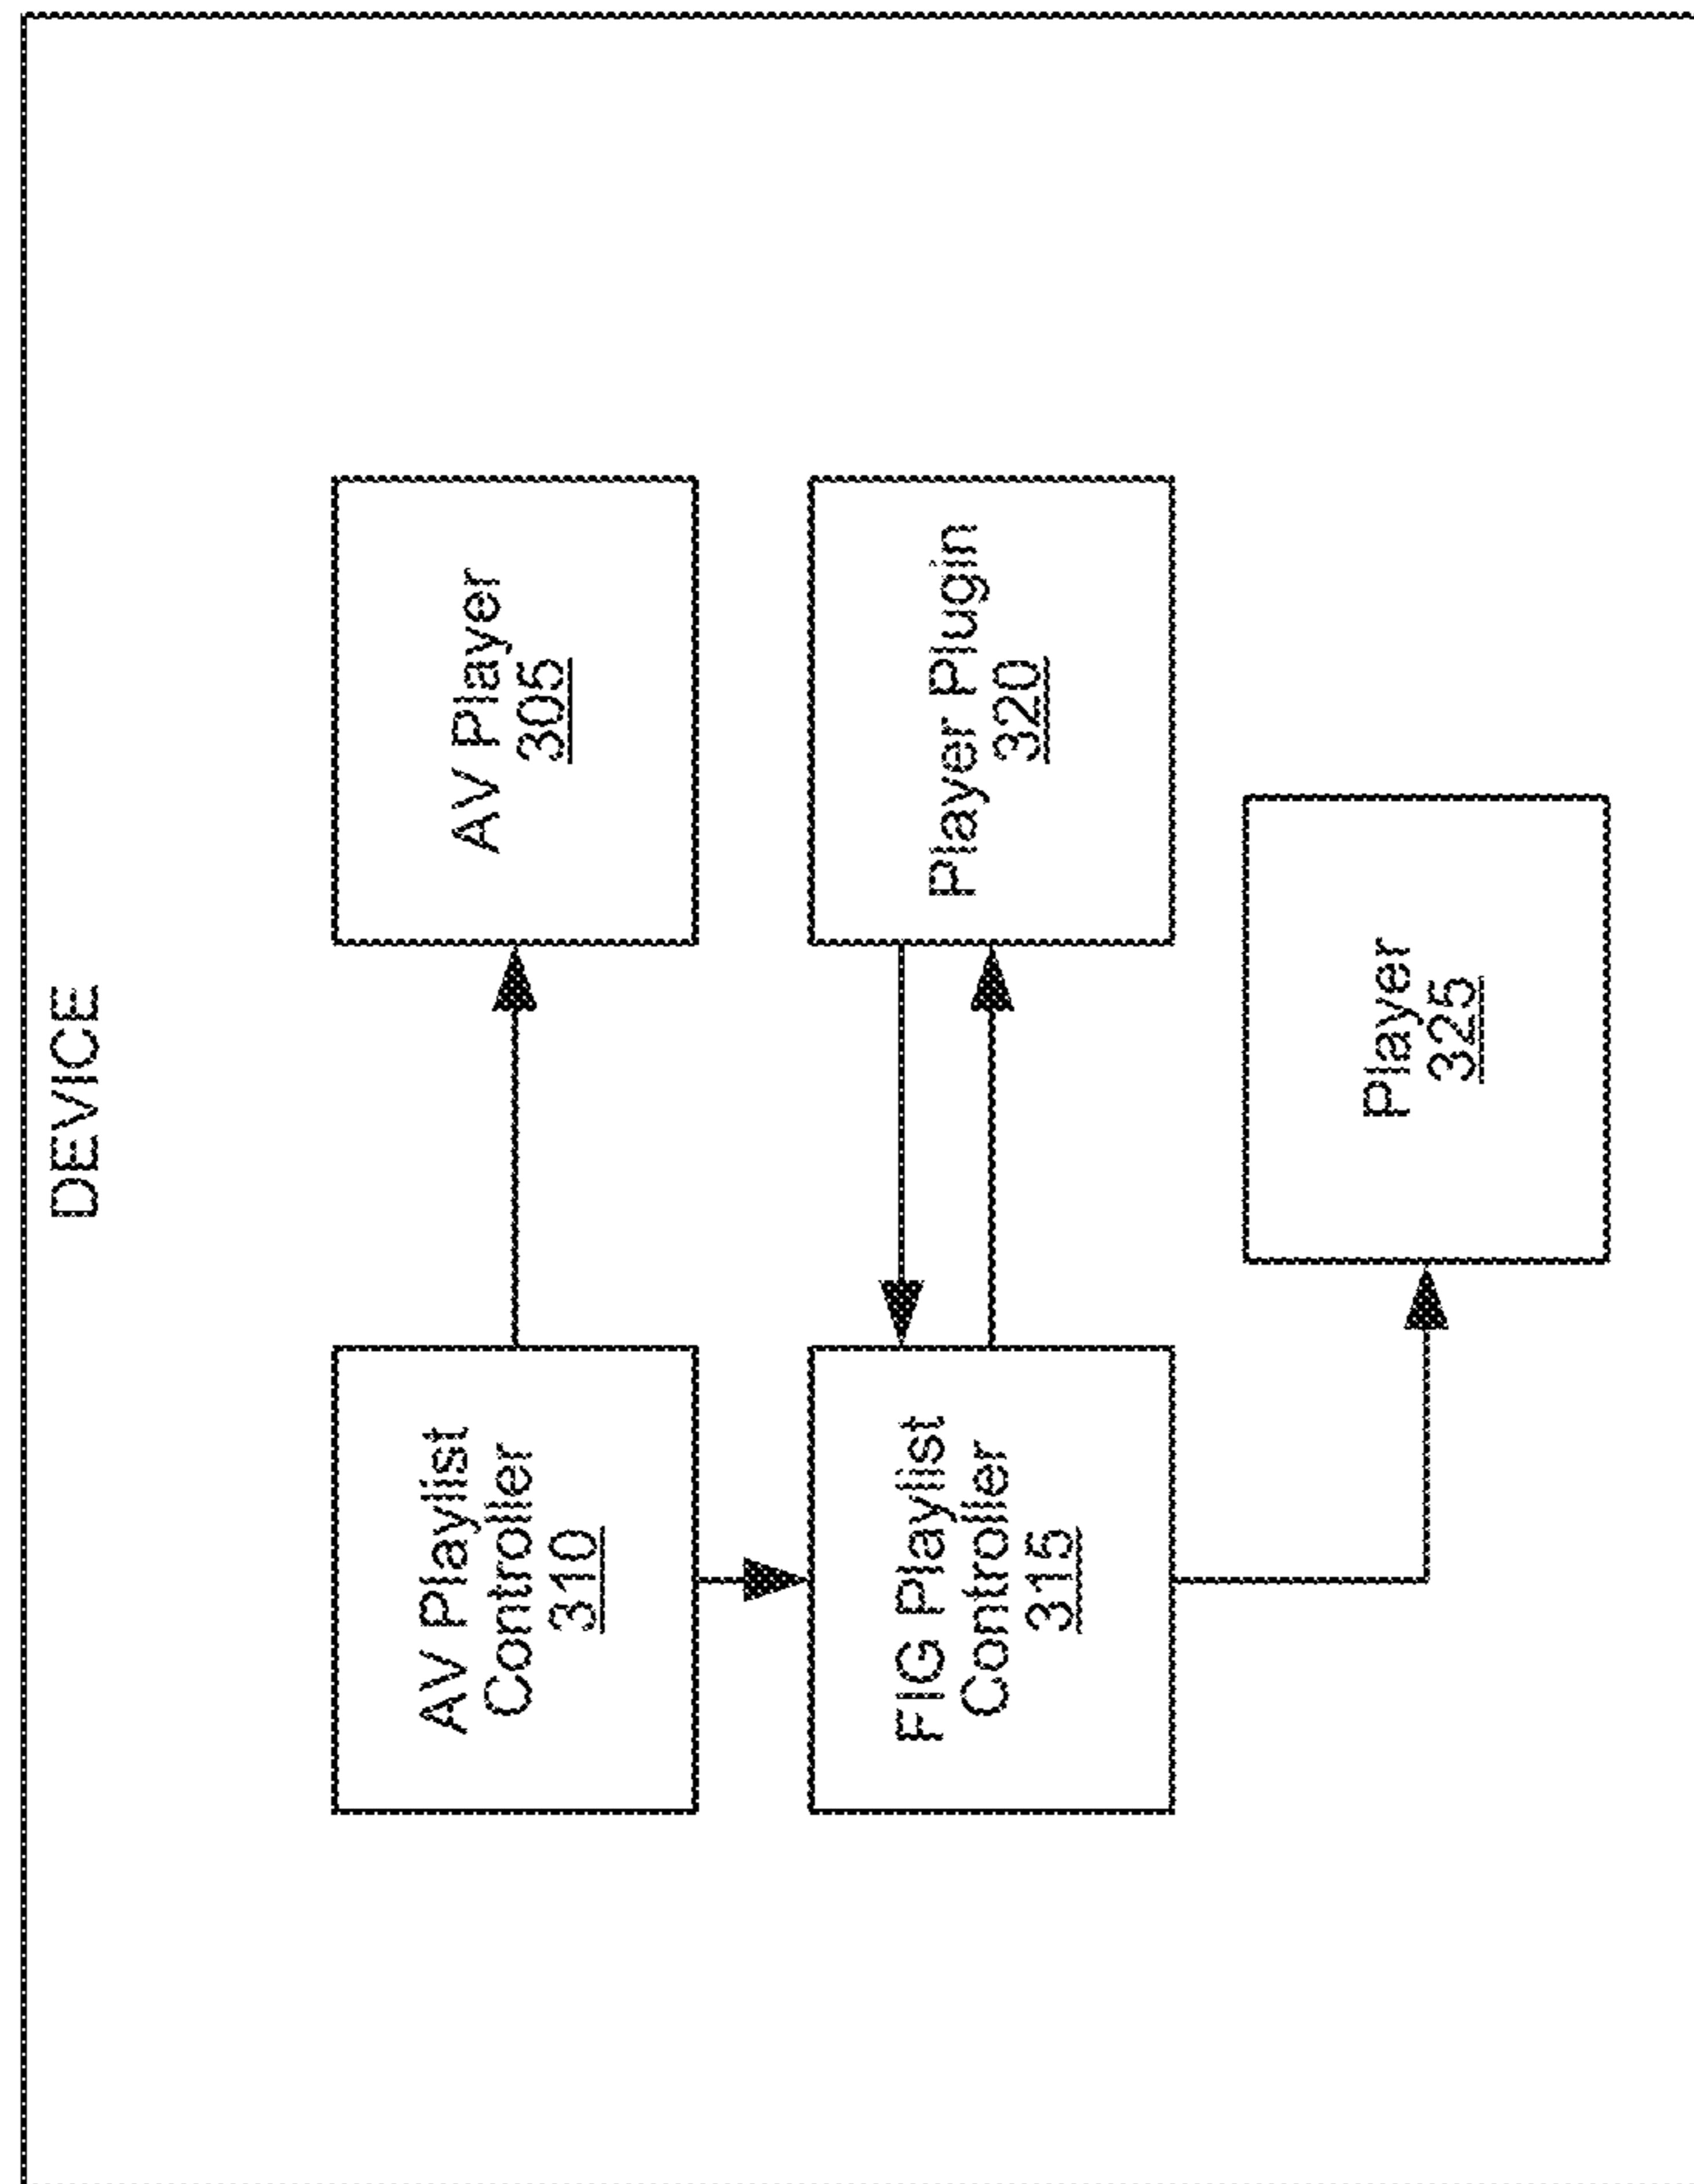 DEVICE
AV Playlist
Controller
310
AV Player
305
FIG Playlist
Controller
315
Player Plugin
320
Player
325